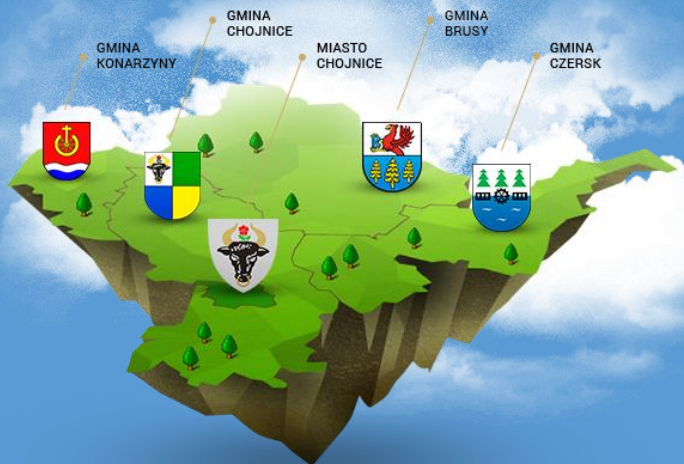 GMINA
KONARZYNY
GMINA
CHOJNICE
MIASTO
CHOJNICE
GMINA
BRUSY
GMINA
CZERSK